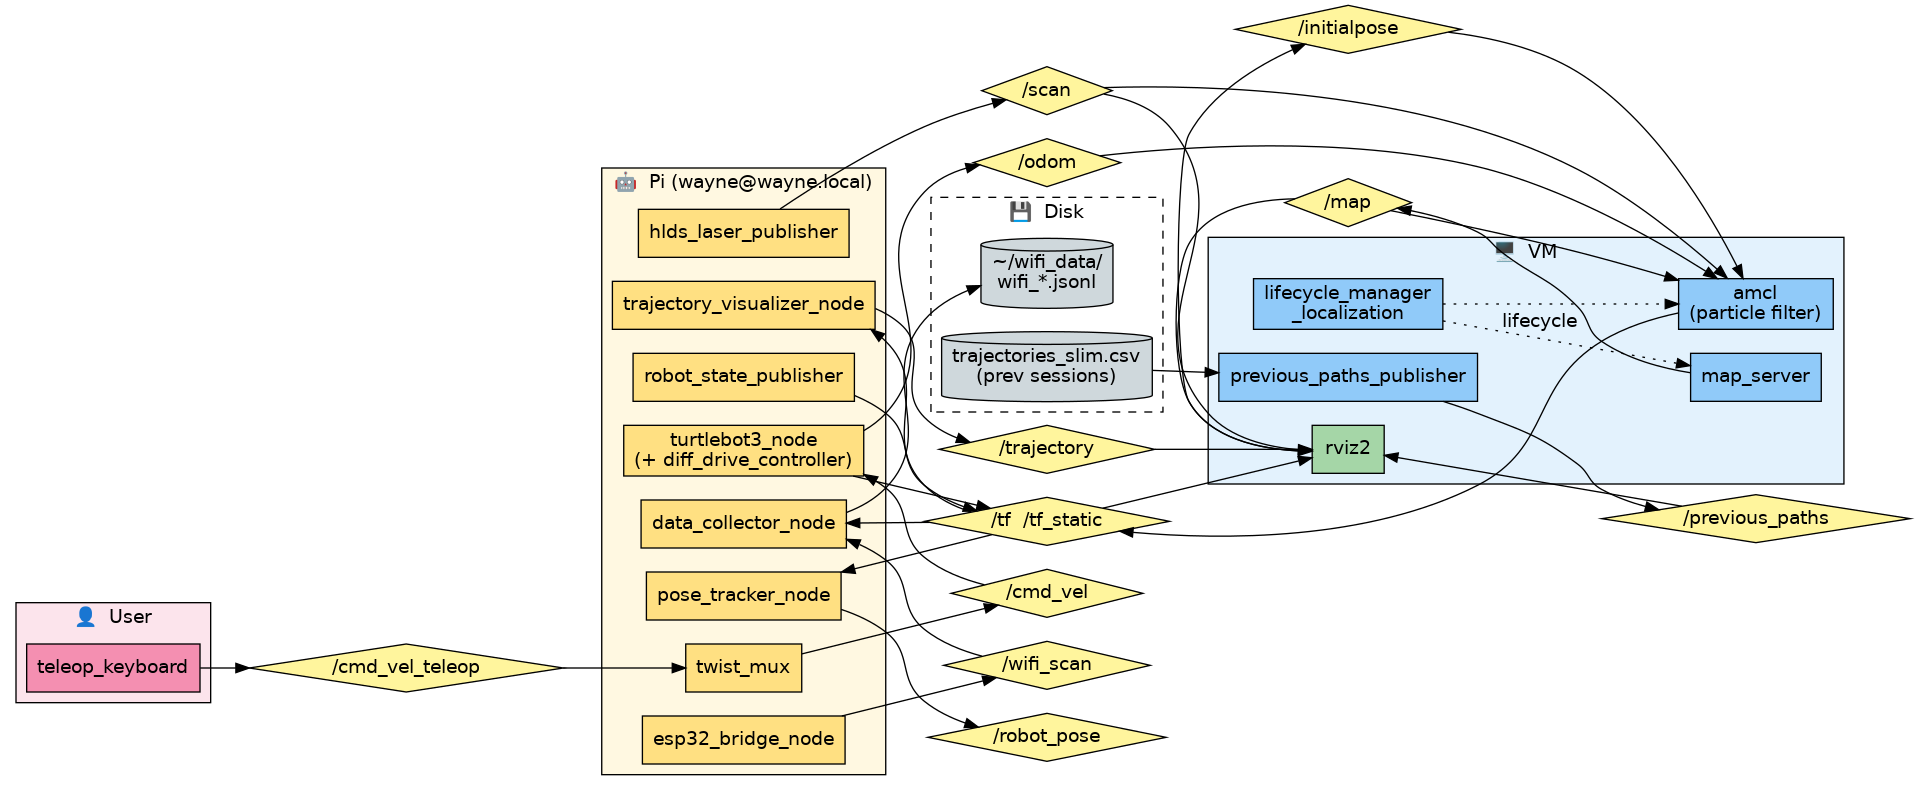 /initialpose
/scan
/odom
🤖 Pi (wayne@wayne.local)
hlds_laser_publisher
trajectory_visualizer_node
robot_state_publisher
turtlebot3_node
(+ diff_drive_controller)
data_collector_node
pose_tracker_node
twist_mux
esp32_bridge_node
👤 User
teleop_keyboard
/cmd_vel_teleop
💾 Disk
~/wifi_data/
wifi_*.jsonl
trajectories_slim.csv
(prev sessions)
/trajectory
/tf /tf_static
/cmd_vel
/wifi_scan
/robot_pose
/map
🖥️ VM
lifecycle_manager
_localization
lifecycle
amcl
(particle filter)
previous_paths_publisher
map_server
rviz2
/previous_paths